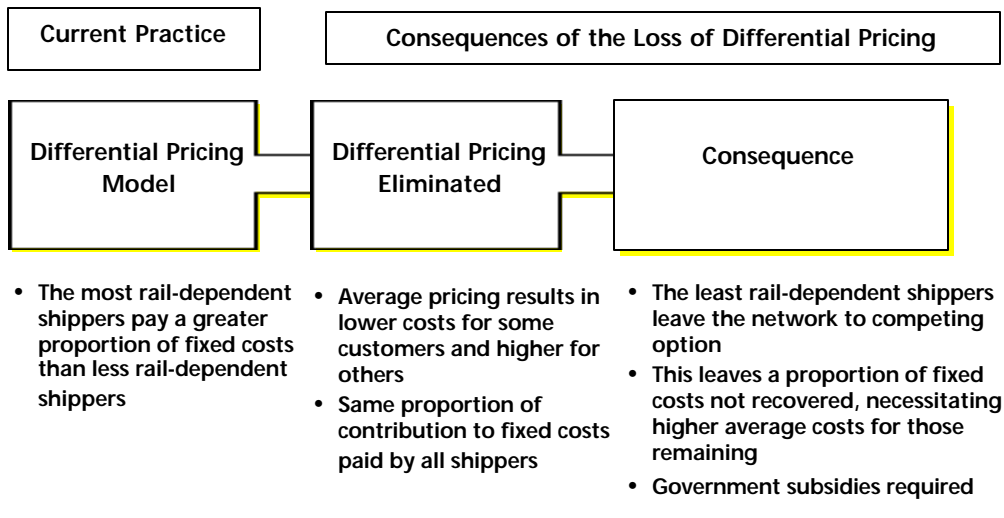 Current Practice
Consequences of the Loss of Differential Pricing
Differential Pricing
Model
Differential Pricing
Eliminated
Consequence
• The most rail-dependent
shippers pay a greater
proportion of fixed costs
than less rail-dependent
shippers
• Average pricing results in
lower costs for some
customers and higher for
others
• Same proportion of
contribution to fixed costs
paid by all shippers
• The least rail-dependent shippers
leave the network to competing
option
• This leaves a proportion of fixed
costs not recovered, necessitating
higher average costs for those
remaining
• Government subsidies required